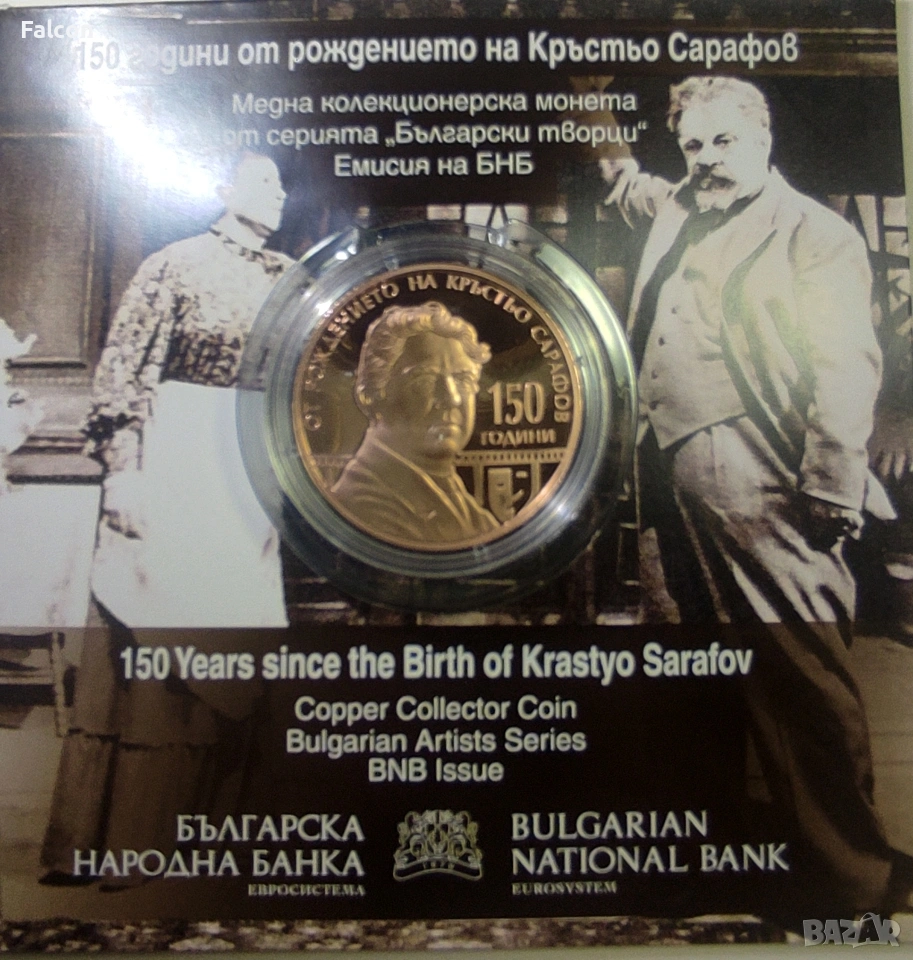 Falcon
150 години от рождението на Кръстьо Сарафов
Медна колекционерска монета
от серията „Български творци“
Емисия на БНБ
ОТ РОЖДЕНИЕТО НА КРЪСТЬО САРАФОВ
150
ГОДИНИ
150 Years since the Birth of Krastyo Sarafov
Copper Collector Coin
Bulgarian Artists Series
BNB Issue
БЪЛГАРСКА
НАРОДНА БАНКА
ЕВРОСИСТЕМА
1879
BULGARIAN
NATIONAL BANK
EUROSYSTEM
BAZAR